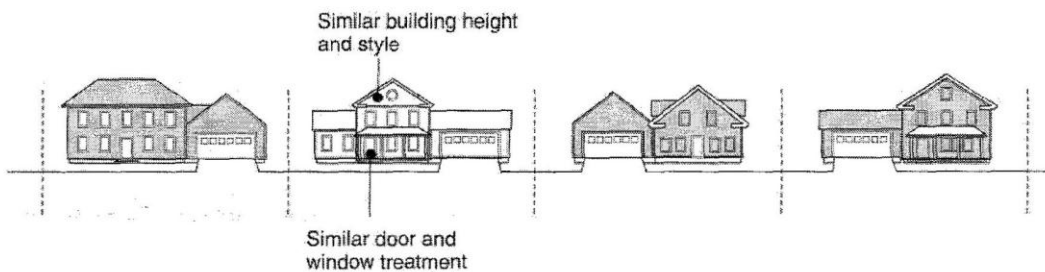 Similar building height
and style
Similar door and
window treatment